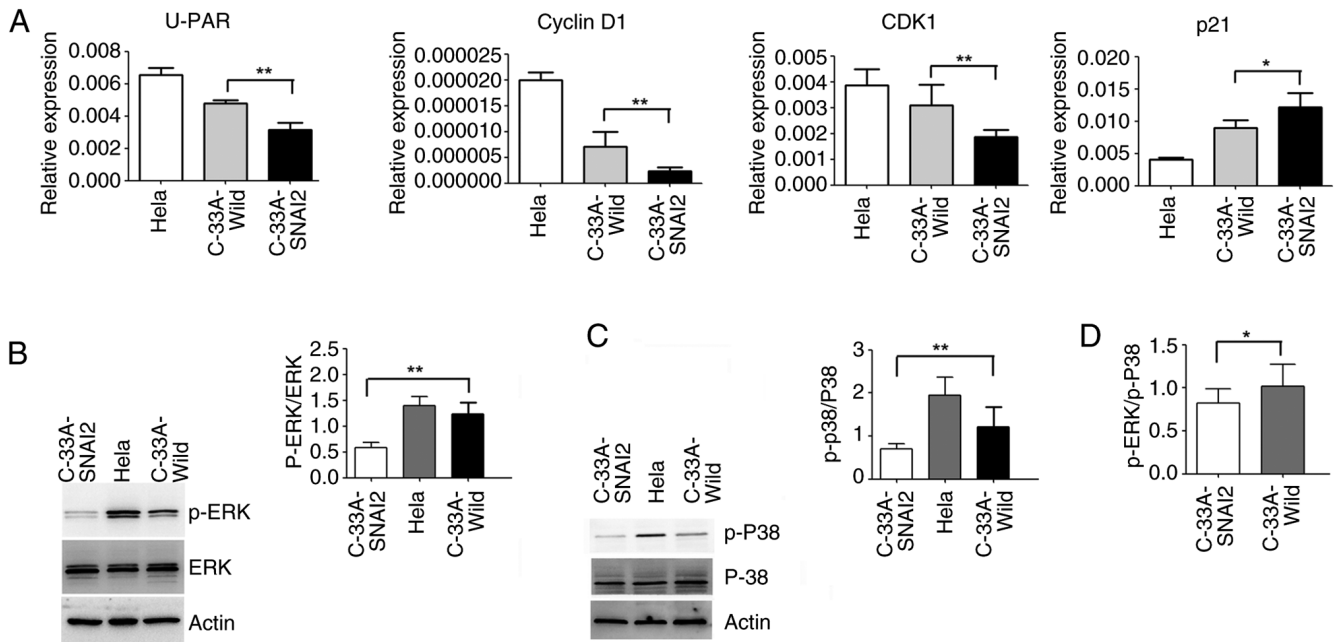 A
U-PAR
Relative expression
0.008
0.006
0.004
0.002
0.000
**
Hela
C-33A-
Wild
C-33A-
SNAI2
Cyclin D1
Relative expression
0.000025
0.000020
0.000015
0.000010
0.000005
0.000000
**
Hela
C-33A-
Wild
C-33A-
SNAI2
CDK1
Relative expression
0.005
0.004
0.003
0.002
0.001
0.000
**
Hela
C-33A-
Wild
C-33A-
SNAI2
p21
Relative expression
0.020
0.015
0.010
0.005
0.000
*
Hela
C-33A-
Wild
C-33A-
SNAI2
B
C-33A-
SNAI2
Hela
C-33A-
Wild
p-ERK
ERK
Actin
P-ERK/ERK
2.5
2.0
1.5
1.0
0.5
0.0
**
C-33A-
SNAI2
Hela
C-33A-
Wild
C
C-33A-
SNAI2
Hela
C-33A-
Wild
p-P38
P-38
Actin
p-p38/P38
3
2
1
0
**
C-33A-
SNAI2
Hela
C-33A-
Wild
D
p-ERK/p-P38
1.5
1.0
0.5
0.0
*
C-33A-
SNAI2
C-33A-
Wild